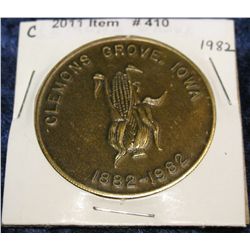 2011 Item # 410
C
1982
CLEMONS GROVE, IOWA
1882-1982